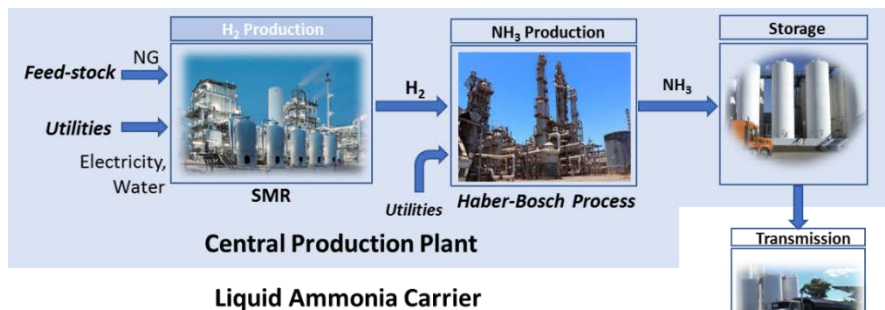 H₂ Production
NH₃ Production
Storage
NG
Feed-stock
H₂
NH₃
Utilities
Electricity,
Water
SMR
Utilities
Haber-Bosch Process
Central Production Plant
Transmission
Liquid Ammonia Carrier